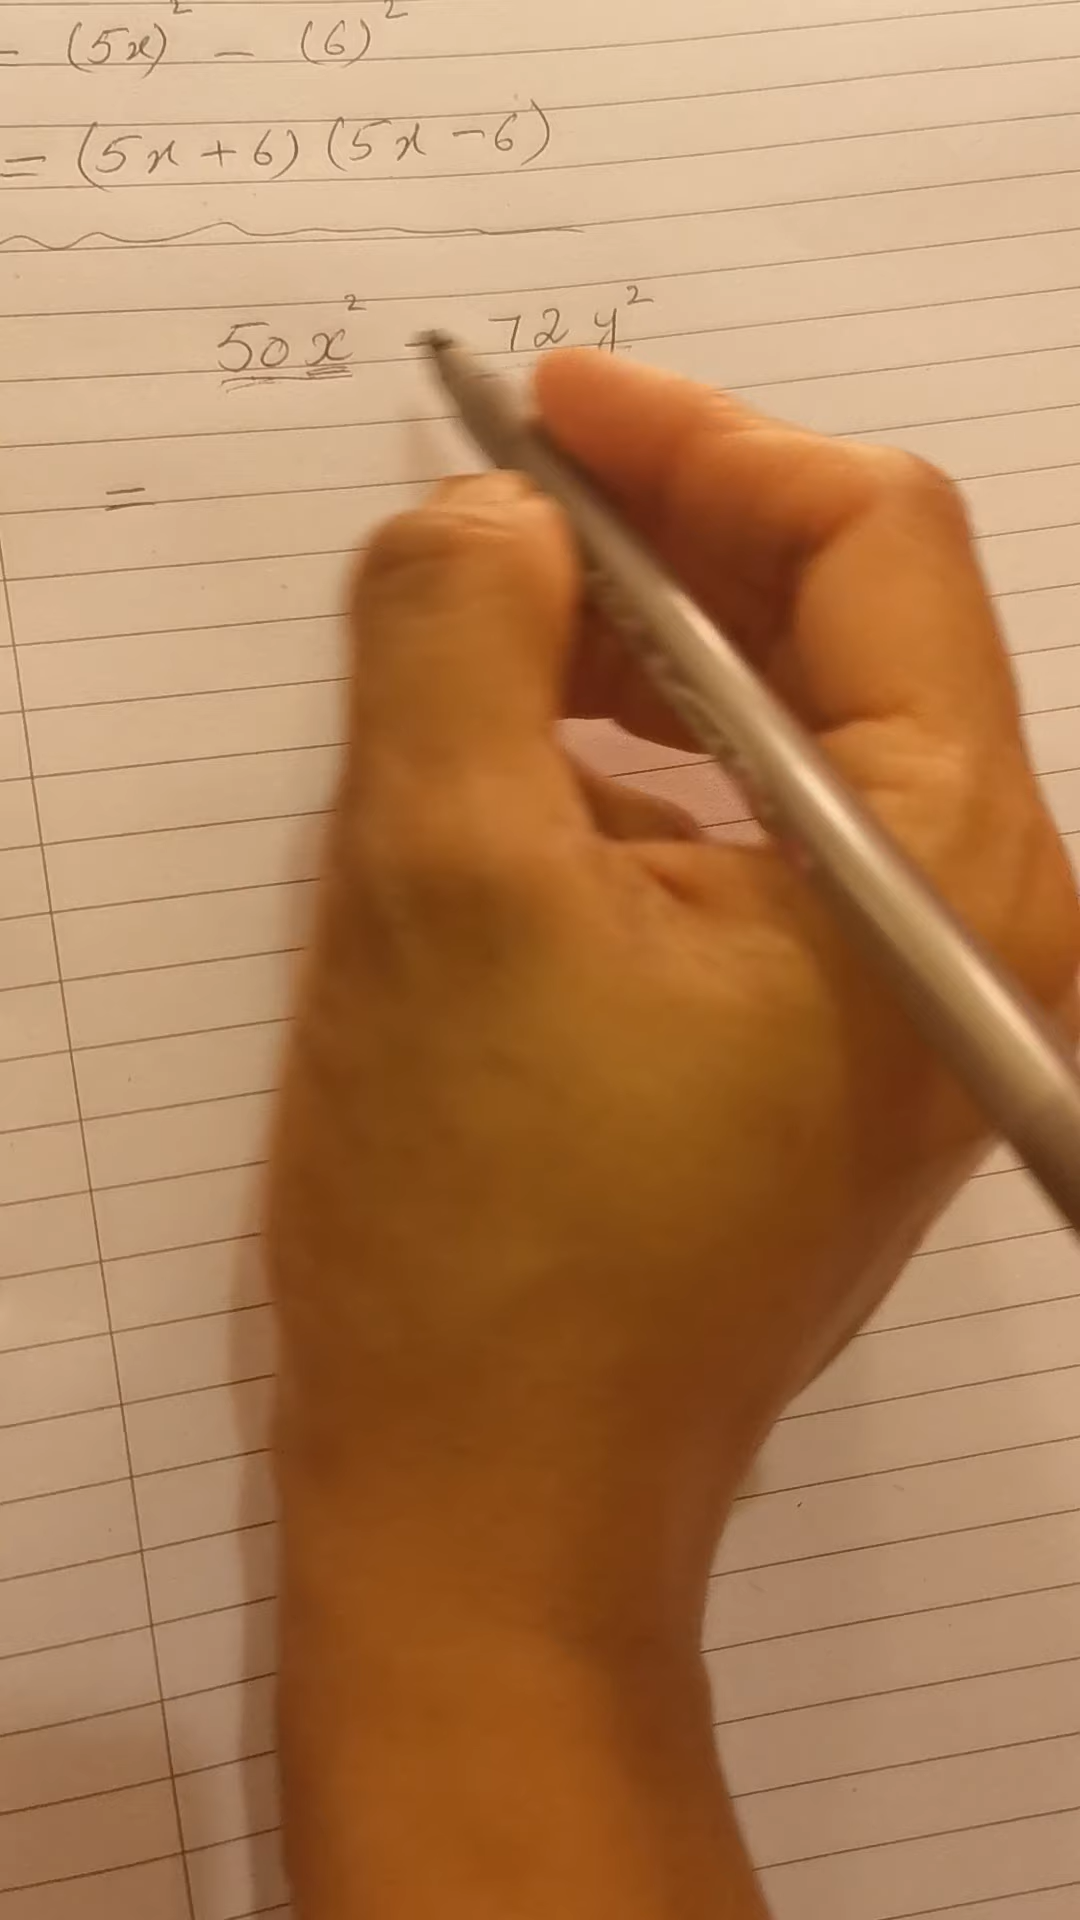 = (5x)² - (6)²
= (5x + 6) (5x - 6)
50x² - 72y²
=